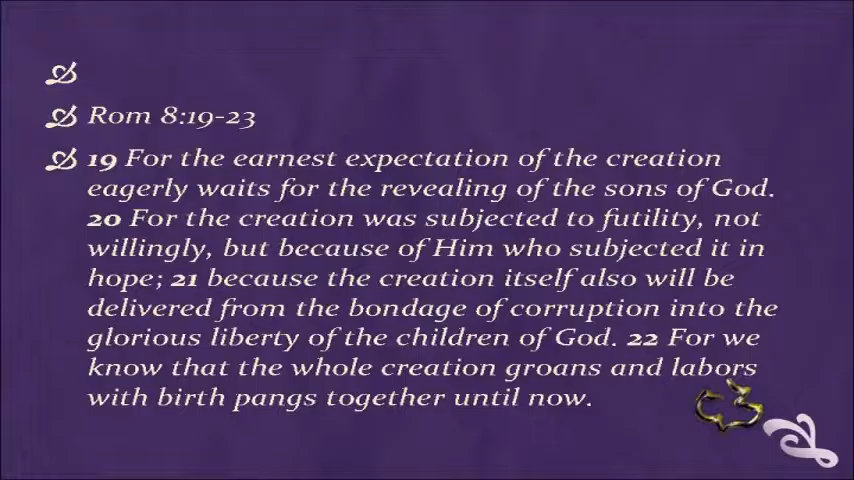 Rom 8:19-23
19 For the earnest expectation of the creation
eagerly waits for the revealing of the sons of God.
20 For the creation was subjected to futility, not
willingly, but because of Him who subjected it in
hope; 21 because the creation itself also will be
delivered from the bondage of corruption into the
glorious liberty of the children of God. 22 For we
know that the whole creation groans and labors
with birth pangs together until now.